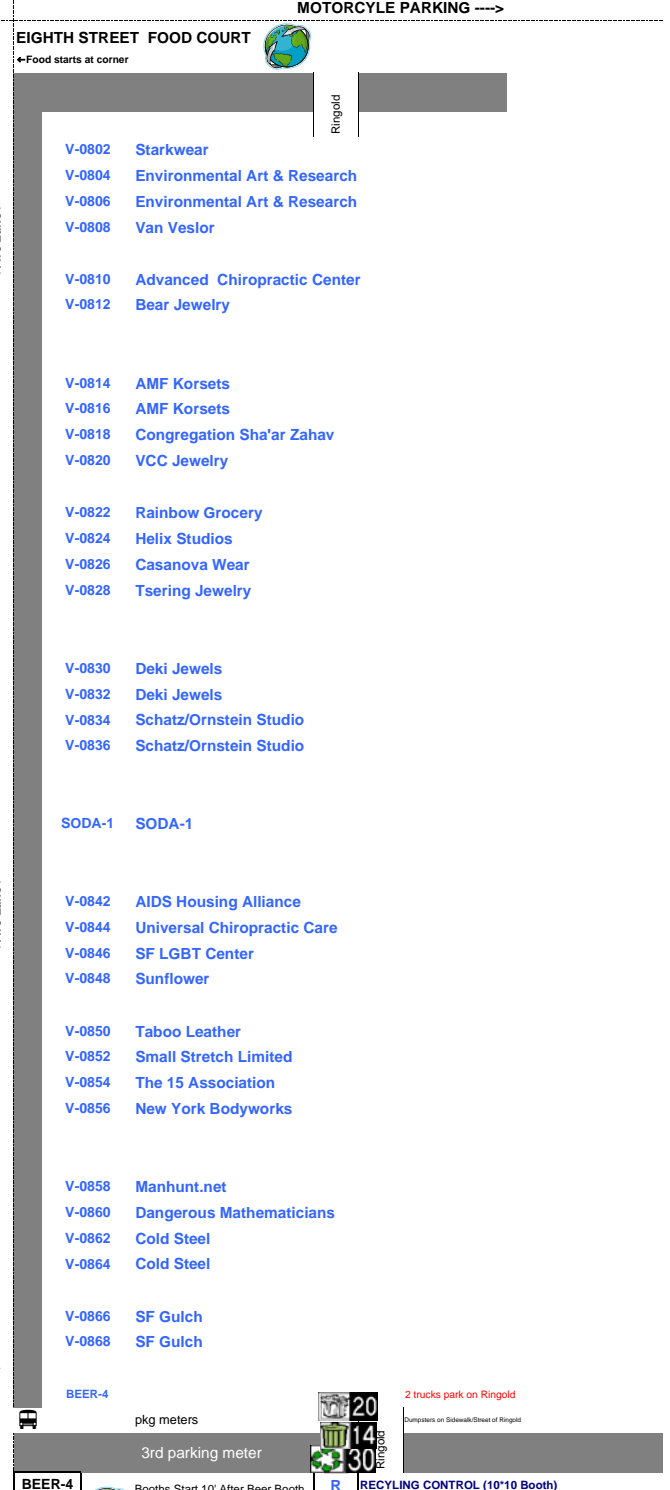 MOTORCYLE PARKING ---->
EIGHTH STREET FOOD COURT
←Food starts at corner
Ringold
V-0802 Starkwear
V-0804 Environmental Art & Research
V-0806 Environmental Art & Research
V-0808 Van Veslor
V-0810 Advanced Chiropractic Center
V-0812 Bear Jewelry
V-0814 AMF Korsets
V-0816 AMF Korsets
V-0818 Congregation Sha'ar Zahav
V-0820 VCC Jewelry
V-0822 Rainbow Grocery
V-0824 Helix Studios
V-0826 Casanova Wear
V-0828 Tsering Jewelry
V-0830 Deki Jewels
V-0832 Deki Jewels
V-0834 Schatz/Ornstein Studio
V-0836 Schatz/Ornstein Studio
SODA-1 SODA-1
V-0842 AIDS Housing Alliance
V-0844 Universal Chiropractic Care
V-0846 SF LGBT Center
V-0848 Sunflower
V-0850 Taboo Leather
V-0852 Small Stretch Limited
V-0854 The 15 Association
V-0856 New York Bodyworks
V-0858 Manhunt.net
V-0860 Dangerous Mathematicians
V-0862 Cold Steel
V-0864 Cold Steel
V-0866 SF Gulch
V-0868 SF Gulch
BEER-4 20 2 trucks park on Ringold
pkg meters Dumpsters on Sidewalk/Street of Ringold
14
3rd parking meter 30 Ringold
BEER-4 Booths Start 10' After Beer Booth R RECYLING CONTROL (10*10 Booth)